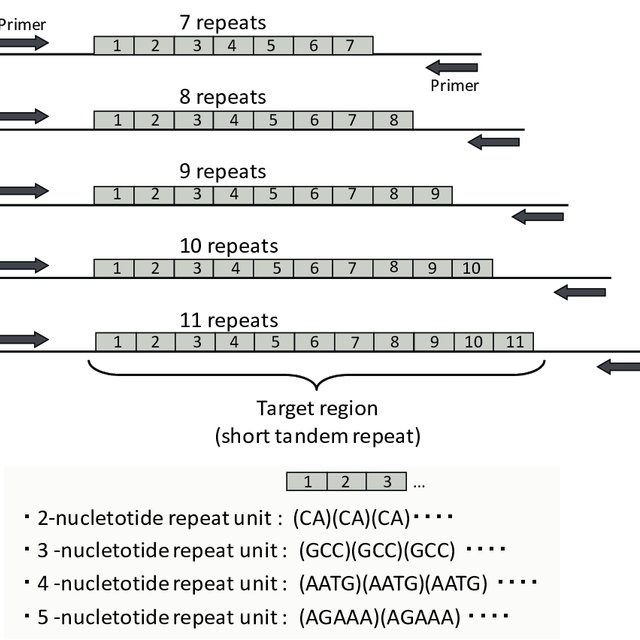 Primer
7 repeats
1 2 3 4 5 6 7
Primer
8 repeats
1 2 3 4 5 6 7 8
9 repeats
1 2 3 4 5 6 7 8 9
10 repeats
1 2 3 4 5 6 7 8 9 10
11 repeats
1 2 3 4 5 6 7 8 9 10 11
Target region
(short tandem repeat)
1 2 3 ...
・2-nucletotide repeat unit : (CA)(CA)(CA)・・・・
・3 -nucletotide repeat unit : (GCC)(GCC)(GCC) ・・・・
・4 -nucletotide repeat unit : (AATG)(AATG)(AATG) ・・・・
・5 -nucletotide repeat unit : (AGAAA)(AGAAA) ・・・・